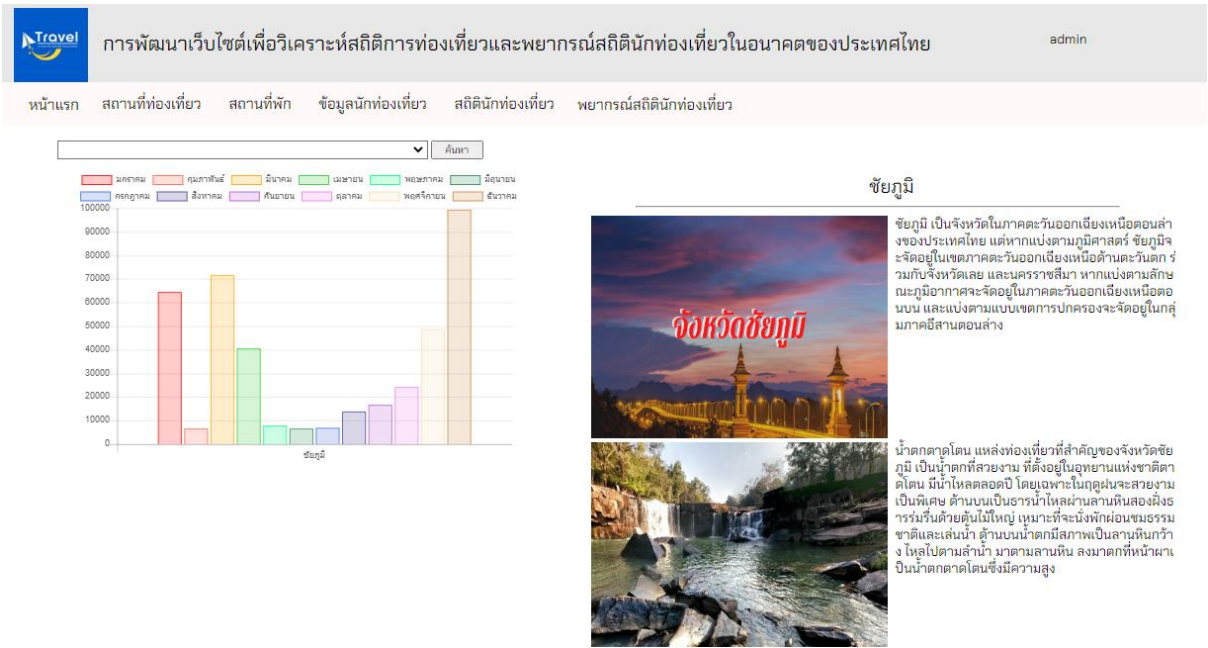 Travel
การพัฒนาเว็บไซต์เพื่อวิเคราะห์สถิติการท่องเที่ยวและพยากรณ์สถิตินักท่องเที่ยวในอนาคตของประเทศไทย
admin
หน้าแรก สถานที่ท่องเที่ยว สถานที่พัก ข้อมูลนักท่องเที่ยว สถิตินักท่องเที่ยว พยากรณ์สถิตินักท่องเที่ยว
ค้นหา
มกราคม กุมภาพันธ์ มีนาคม เมษายน พฤษภาคม มิถุนายน
กรกฎาคม สิงหาคม กันยายน ตุลาคม พฤศจิกายน ธันวาคม
100000
90000
80000
70000
60000
50000
40000
30000
20000
10000
0
ชัยภูมิ
ชัยภูมิ
จังหวัดชัยภูมิ
ชัยภูมิ เป็นจังหวัดในภาคตะวันออกเฉียงเหนือตอนล่า
งของประเทศไทย แต่หากแบ่งตามภูมิศาสตร์ ชัยภูมิจ
ะจัดอยู่ในเขตภาคตะวันออกเฉียงเหนือด้านตะวันตก ร่
วมกับจังหวัดเลย และนครราชสีมา หากแบ่งตามลักษ
ณะภูมิอากาศจะจัดอยู่ในภาคตะวันออกเฉียงเหนือตอ
นบน และแบ่งตามแบบเขตการปกครองจะจัดอยู่ในกลุ่
มภาคอีสานตอนล่าง
น้ำตกตาดโตน แหล่งท่องเที่ยวที่สำคัญของจังหวัดชัย
ภูมิ เป็นน้ำตกที่สวยงาม ที่ตั้งอยู่ในอุทยานแห่งชาติตา
ดโตน มีน้ำไหลตลอดปี โดยเฉพาะในฤดูฝนจะสวยงาม
เป็นพิเศษ ด้านบนเป็นธารน้ำไหลผ่านลานหินสองฝั่งธ
ารร่มรื่นด้วยต้นไม้ใหญ่ เหมาะที่จะนั่งพักผ่อนชมธรรม
ชาติและเล่นน้ำ ด้านบนน้ำตกมีสภาพเป็นลานหินกว้า
ง ไหลไปตามลำน้ำ มาตามลานหิน ลงมาตกที่หน้าผาเ
ป็นน้ำตกตาดโตนซึ่งมีความสูง